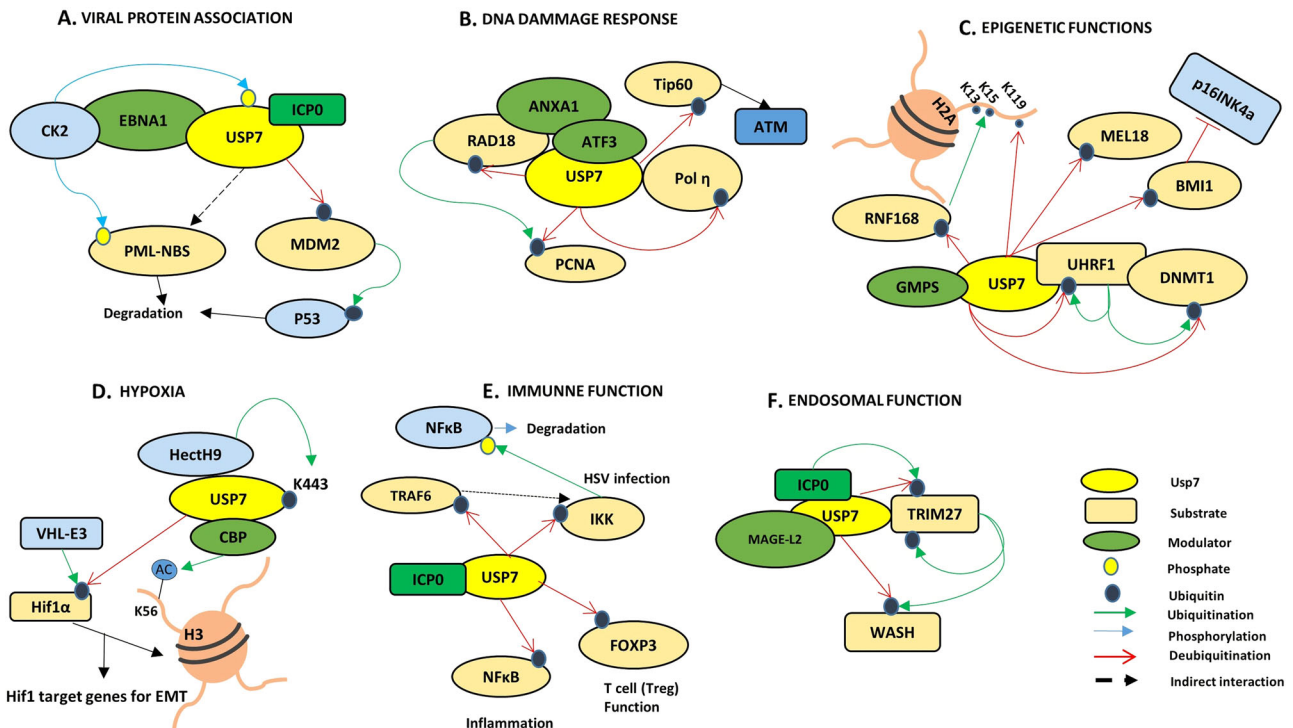 A. VIRAL PROTEIN ASSOCIATION
CK2
EBNA1
USP7
ICP0
PML-NBS
MDM2
Degradation
P53
B. DNA DAMMAGE RESPONSE
ANXA1
Tip60
RAD18
ATF3
ATM
USP7
Pol η
PCNA
C. EPIGENETIC FUNCTIONS
H2A
K13
K15
K119
p16INK4a
MEL18
BMI1
RNF168
UHRF1
GMPS
USP7
DNMT1
D. HYPOXIA
HectH9
K443
USP7
VHL-E3
CBP
AC
Hif1α
K56
H3
Hif1 target genes for EMT
E. IMMUNNE FUNCTION
NFκB
Degradation
HSV infection
TRAF6
IKK
ICP0
USP7
FOXP3
NFκB
T cell (Treg)
Function
Inflammation
F. ENDOSOMAL FUNCTION
ICP0
USP7
TRIM27
MAGE-L2
WASH
Usp7
Substrate
Modulator
Phosphate
Ubiquitin
Ubiquitination
Phosphorylation
Deubiquitination
Indirect interaction